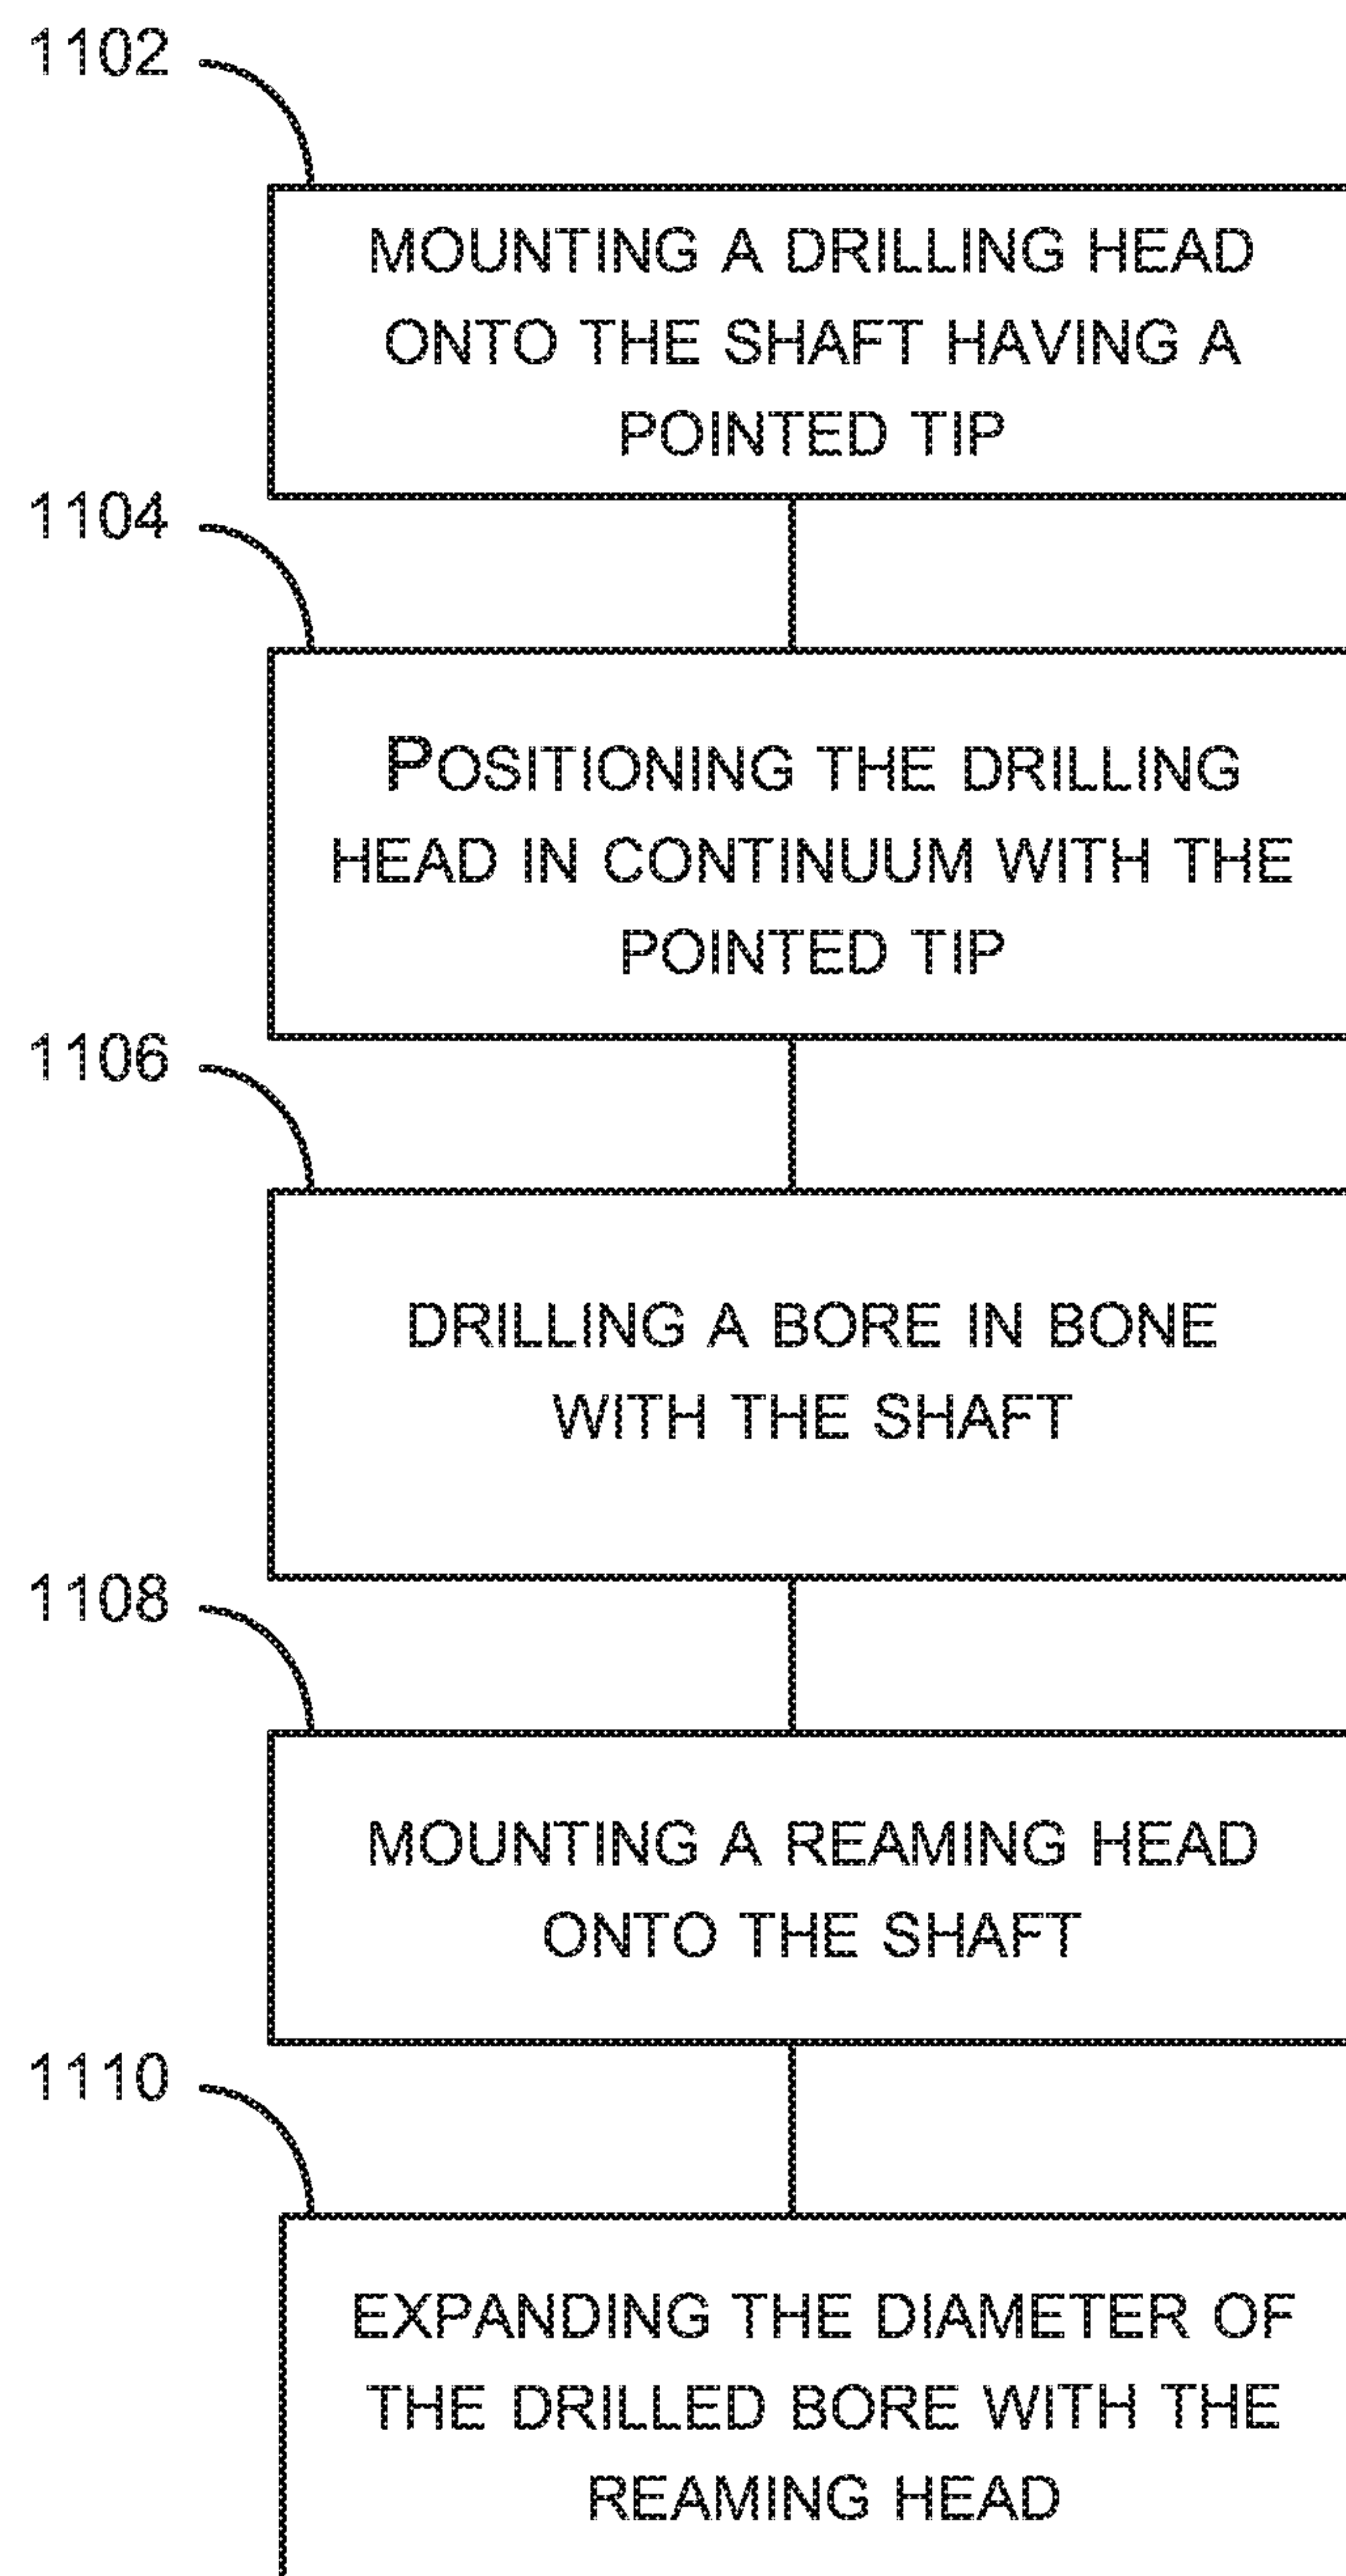 1102
MOUNTING A DRILLING HEAD
ONTO THE SHAFT HAVING A
POINTED TIP
1104
POSITIONING THE DRILLING
HEAD IN CONTINUUM WITH THE
POINTED TIP
1106
DRILLING A BORE IN BONE
WITH THE SHAFT
1108
MOUNTING A REAMING HEAD
ONTO THE SHAFT
1110
EXPANDING THE DIAMETER OF
THE DRILLED BORE WITH THE
REAMING HEAD